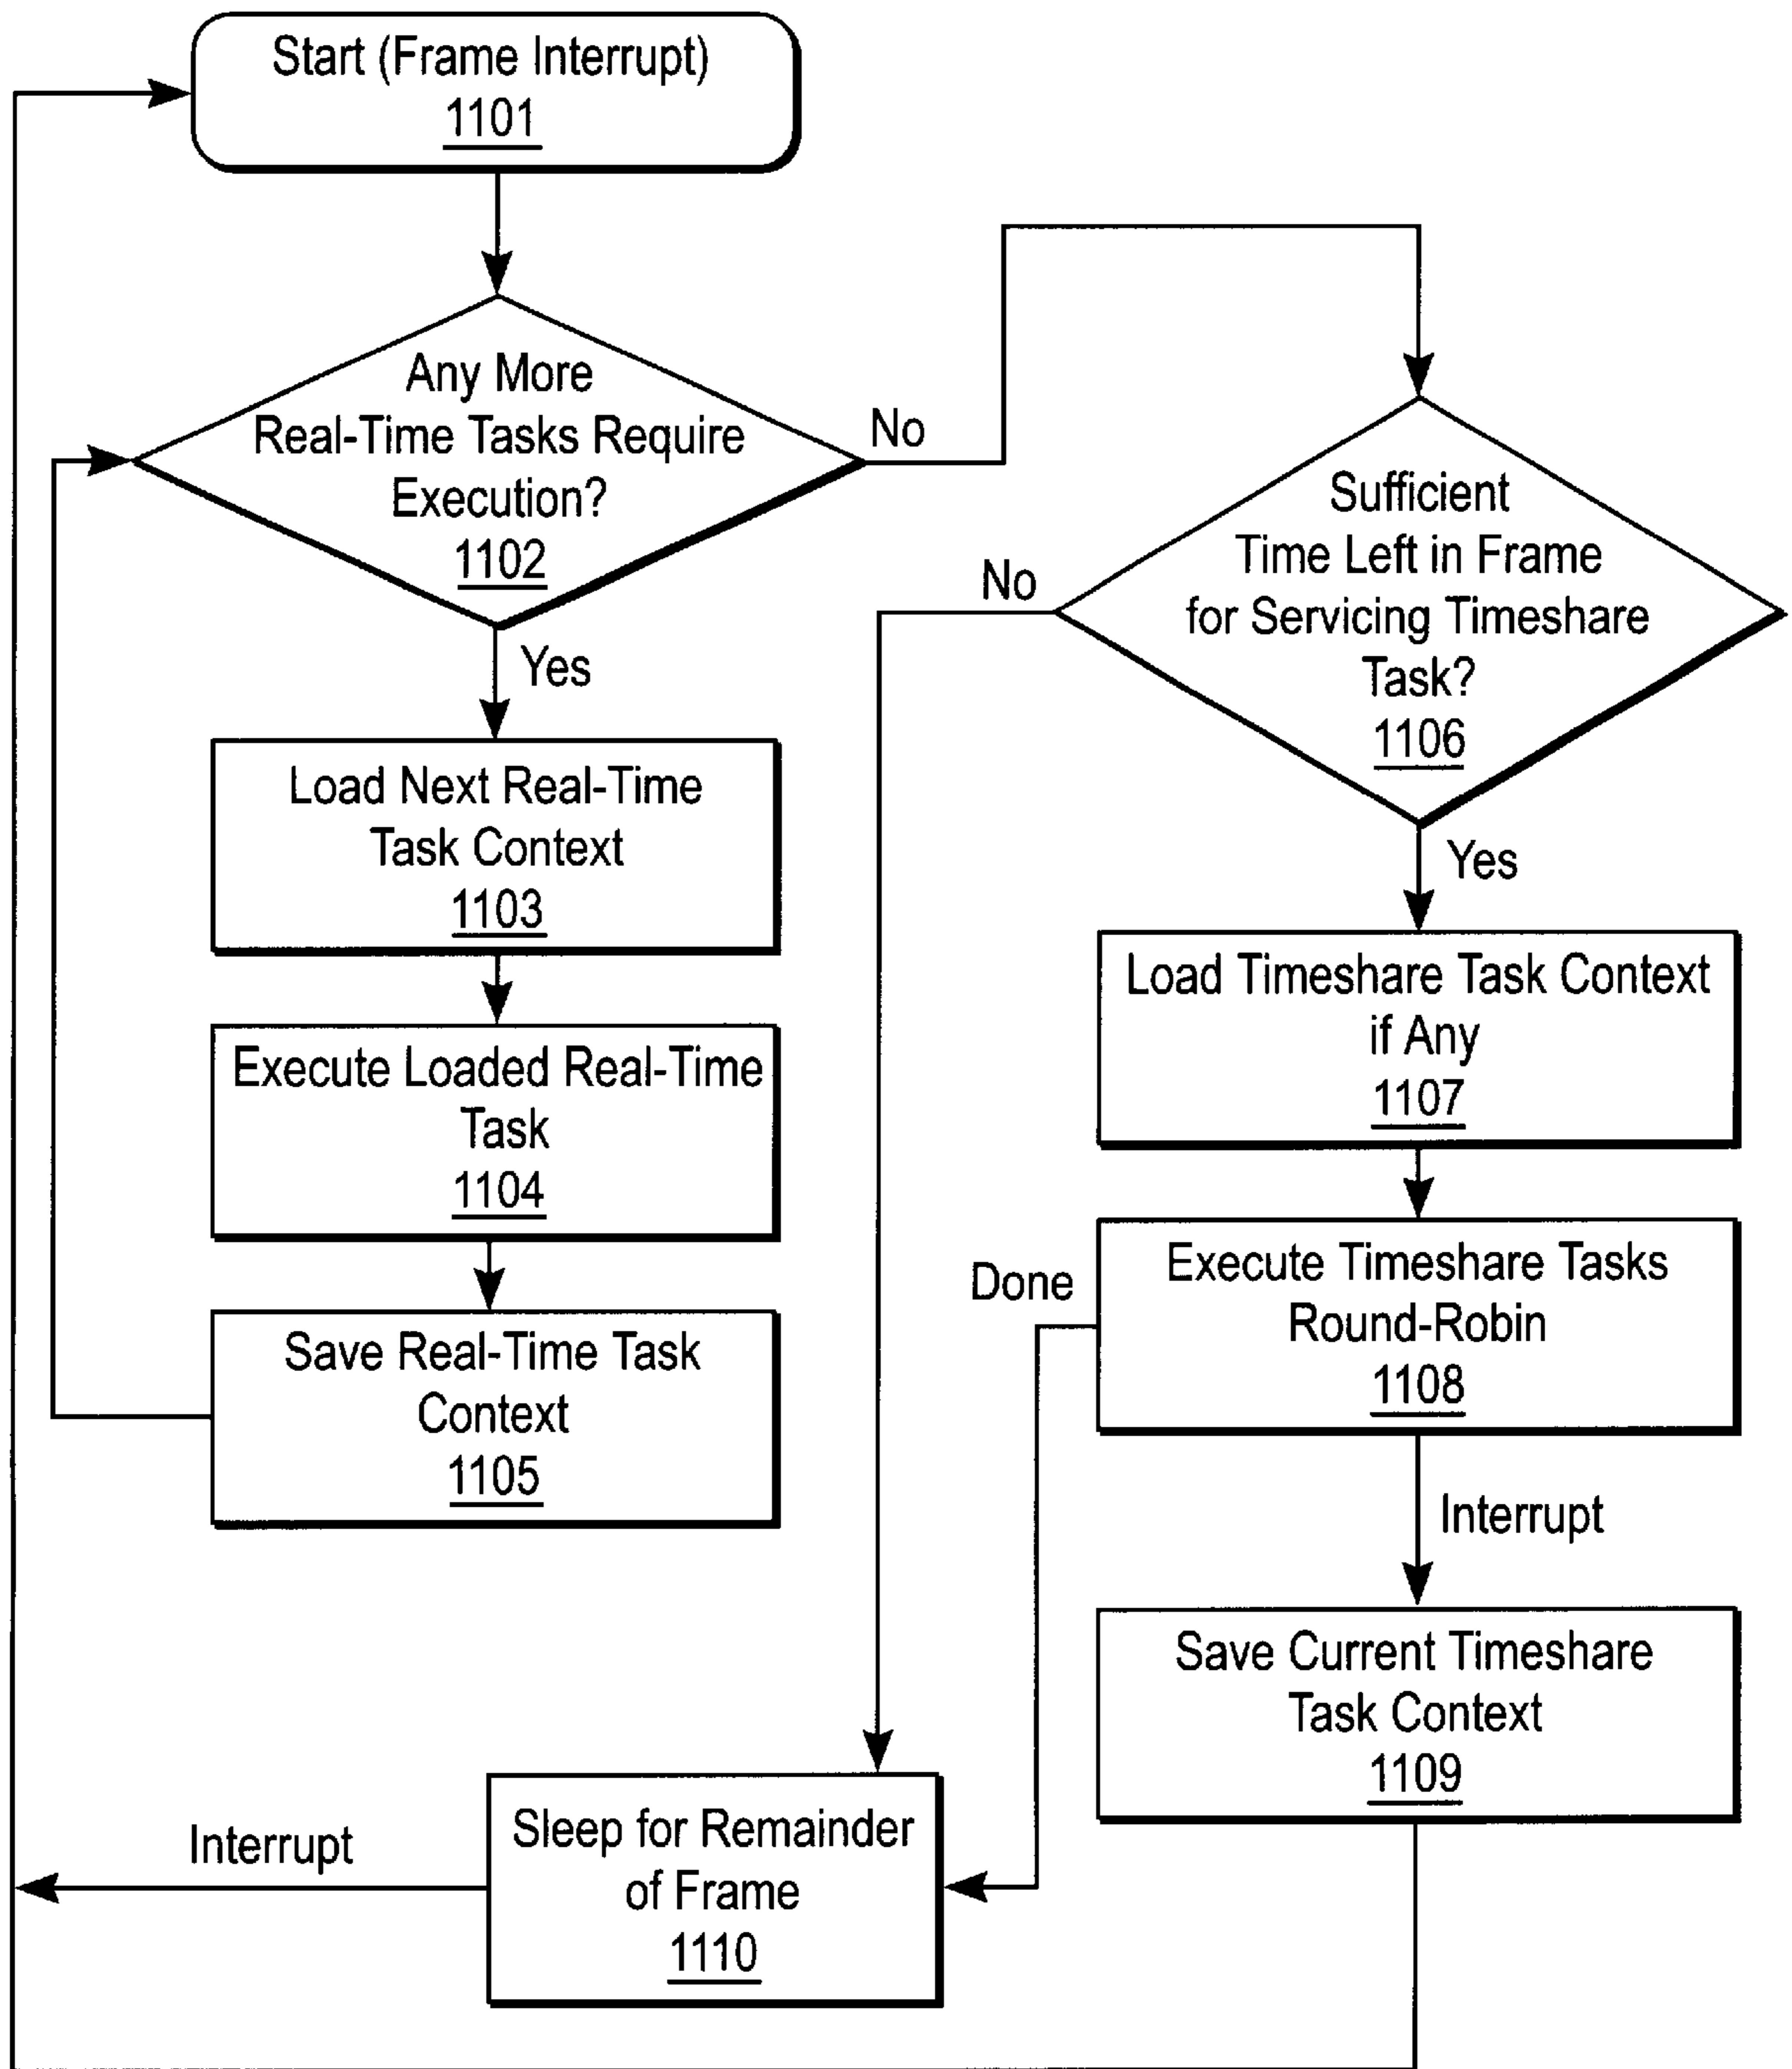 Start (Frame Interrupt)
1101
Any More
Real-Time Tasks Require
Execution?
1102
No
Yes
Load Next Real-Time
Task Context
1103
Execute Loaded Real-Time
Task
1104
Save Real-Time Task
Context
1105
Sufficient
Time Left in Frame
for Servicing Timeshare
Task?
1106
No
Yes
Load Timeshare Task Context
if Any
1107
Execute Timeshare Tasks
Round-Robin
1108
Done
Interrupt
Save Current Timeshare
Task Context
1109
Sleep for Remainder
of Frame
1110
Interrupt